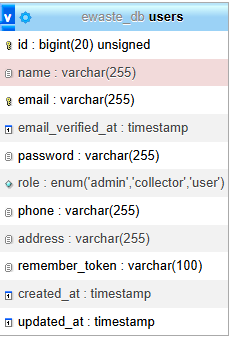 v ewaste_db users
id : bigint(20) unsigned
name : varchar(255)
email : varchar(255)
email_verified_at : timestamp
password : varchar(255)
role : enum('admin','collector','user')
phone : varchar(255)
address : varchar(255)
remember_token : varchar(100)
created_at : timestamp
updated_at : timestamp